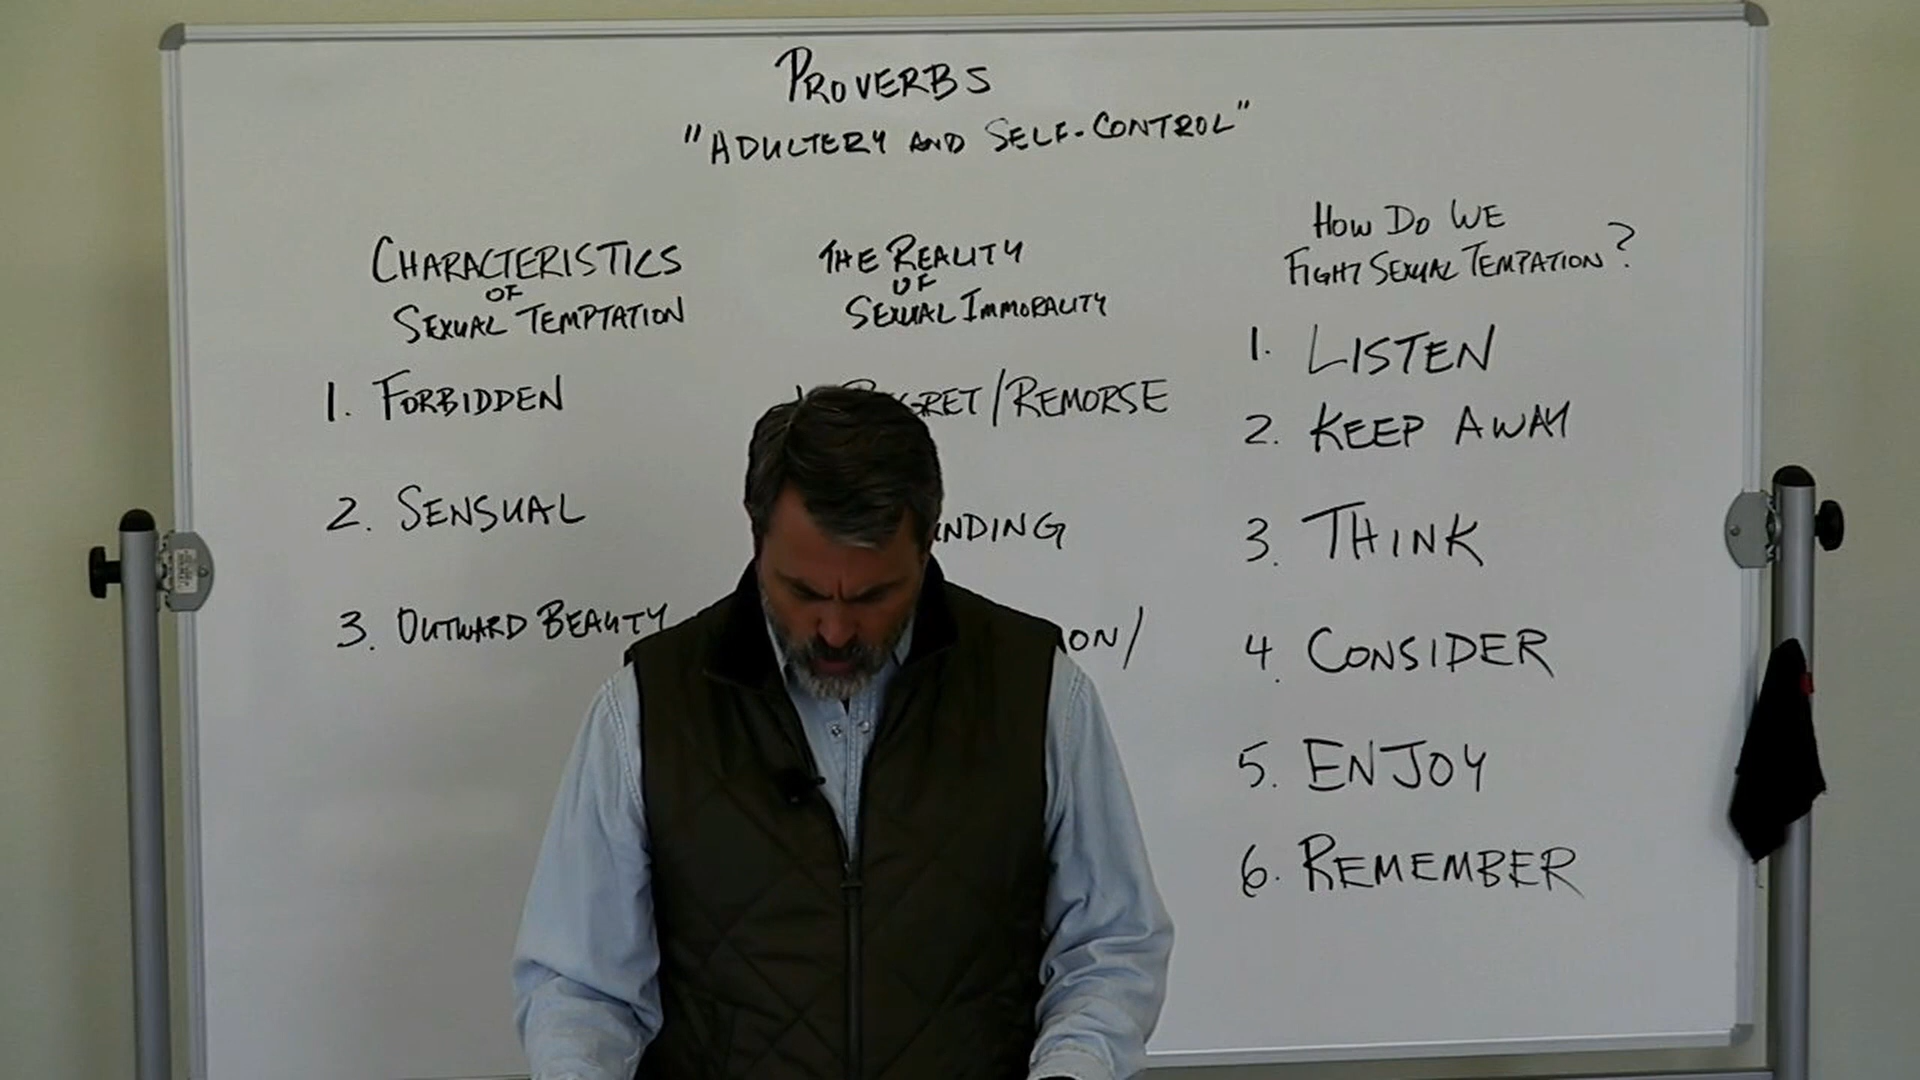 PROVERBS
"ADULTERY AND SELF-CONTROL"
CHARACTERISTICS
OF
SEXUAL TEMPTATION
1. FORBIDDEN
2. SENSUAL
3. OUTWARD BEAUTY
THE REALITY
OF
SEXUAL IMMORALITY
REGRET/REMORSE
HOW DO WE
FIGHT SEXUAL TEMPATION?
1. LISTEN
2. KEEP AWAY
3. THINK
4. CONSIDER
5. ENJOY
6. REMEMBER